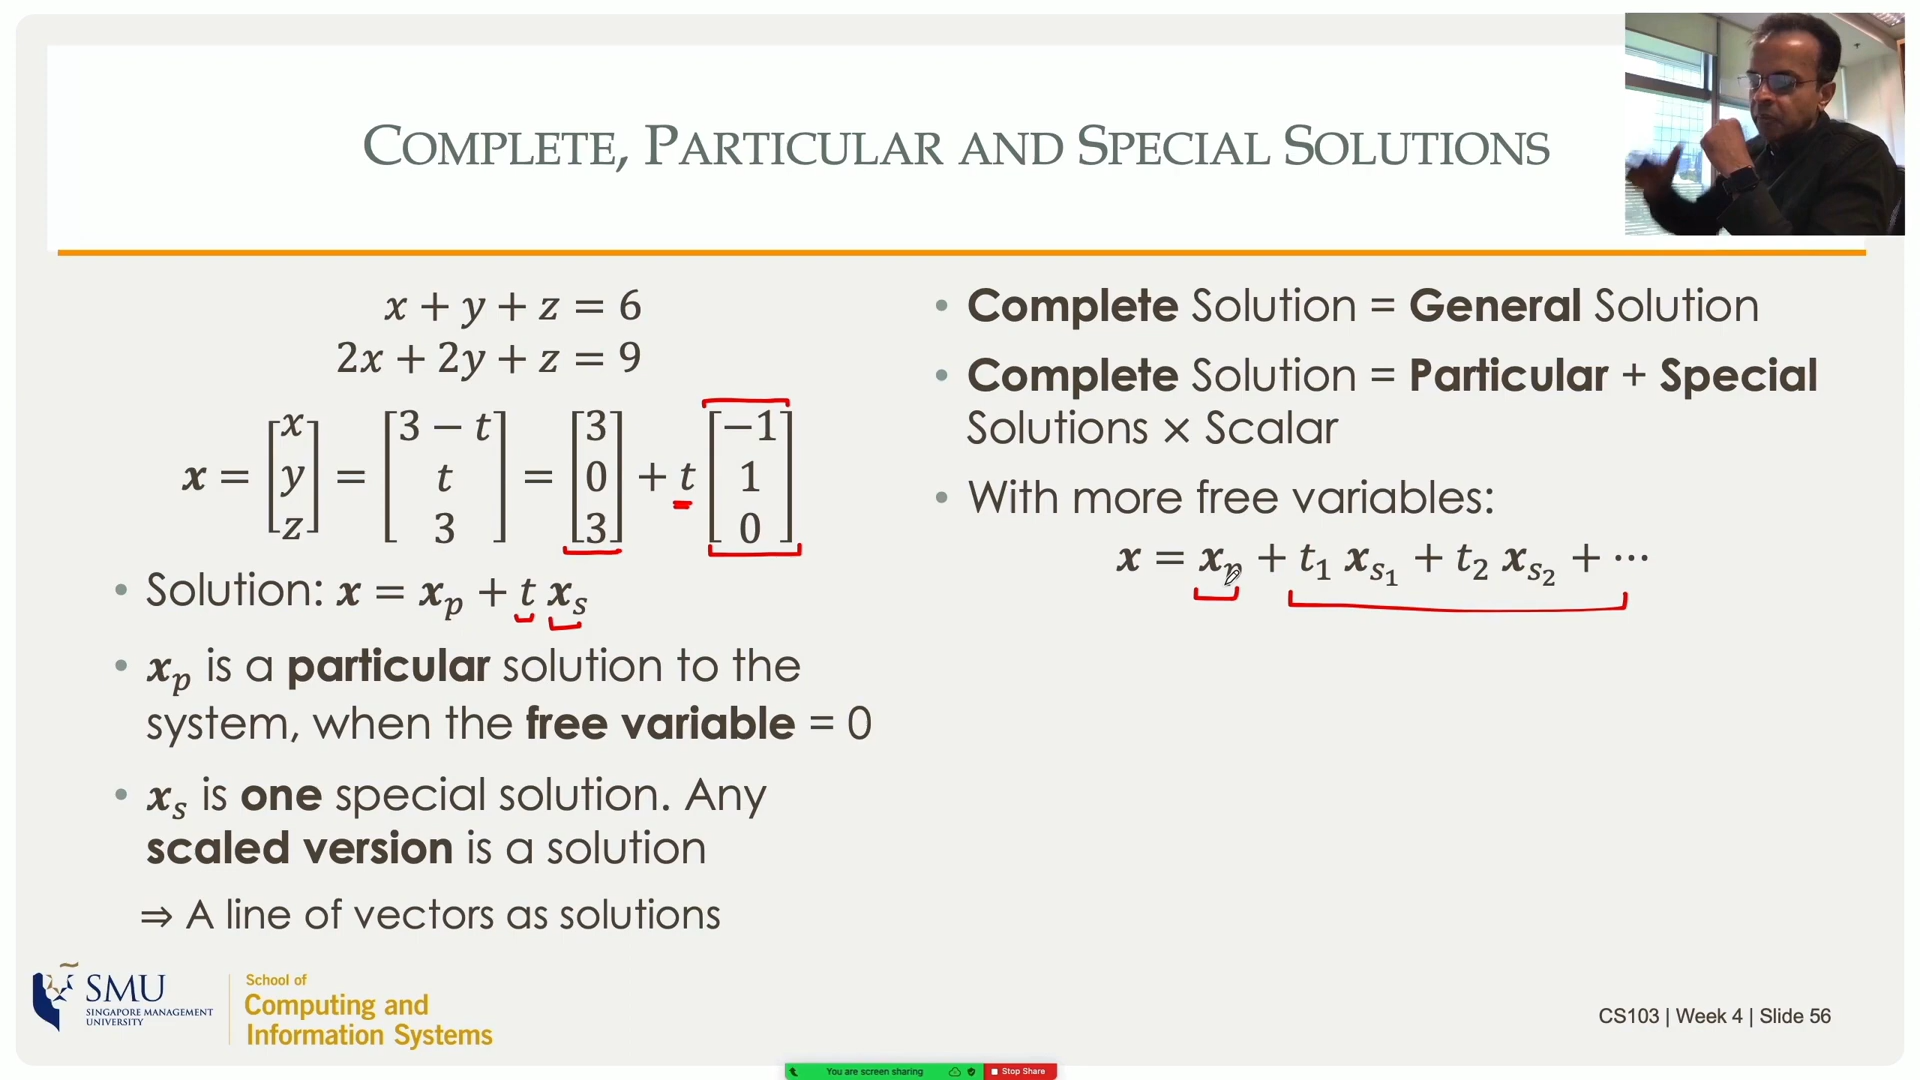 COMPLETE, PARTICULAR AND SPECIAL SOLUTIONS
x + y + z = 6
2x + 2y + z = 9
x = [x y z] = [3 − t t 3] = [3 0 3] + t [−1 1 0]
• Solution: x = xₚ + t xₛ
• xₚ is a particular solution to the
system, when the free variable = 0
• xₛ is one special solution. Any
scaled version is a solution
⇒ A line of vectors as solutions
• Complete Solution = General Solution
• Complete Solution = Particular + Special
Solutions × Scalar
• With more free variables:
x = xₚ + t₁ xₛ₁ + t₂ xₛ₂ + ⋯
SMU
SINGAPORE MANAGEMENT
UNIVERSITY
School of
Computing and
Information Systems
CS103 | Week 4 | Slide 56
You are screen sharing
Stop Share